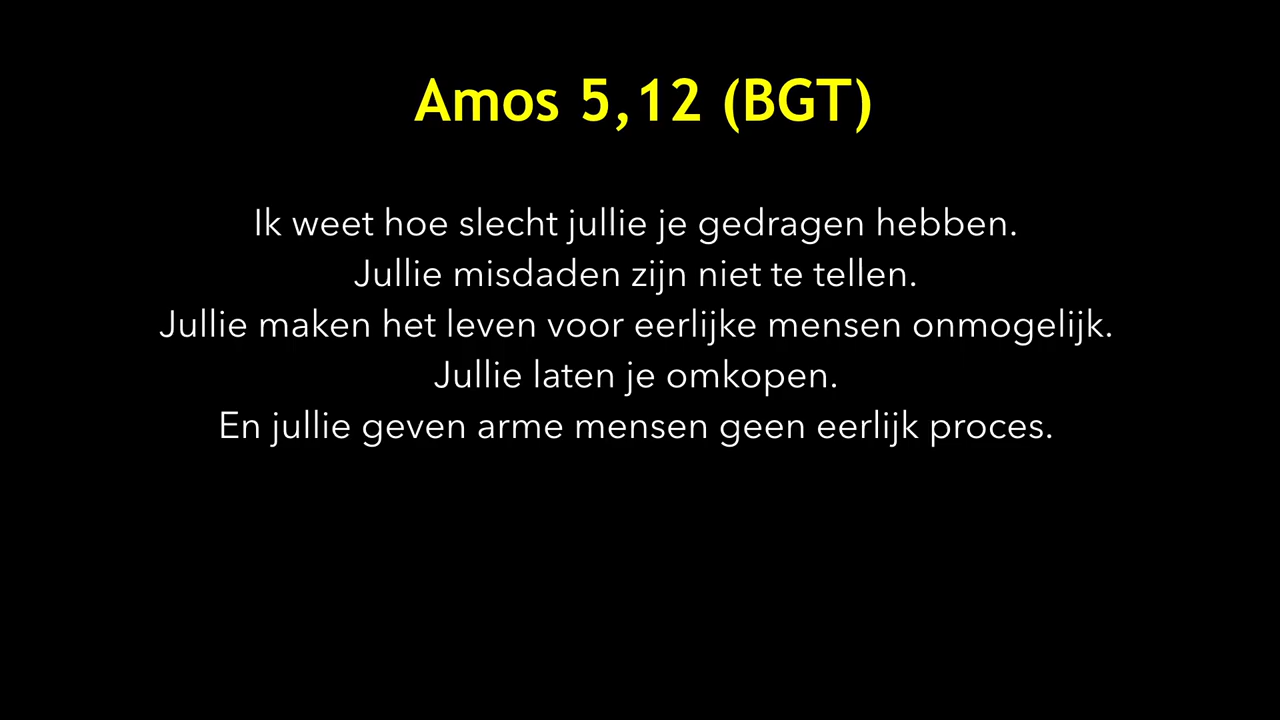 Amos 5,12 (BGT)
Ik weet hoe slecht jullie je gedragen hebben.
Jullie misdaden zijn niet te tellen.
Jullie maken het leven voor eerlijke mensen onmogelijk.
Jullie laten je omkopen.
En jullie geven arme mensen geen eerlijk proces.